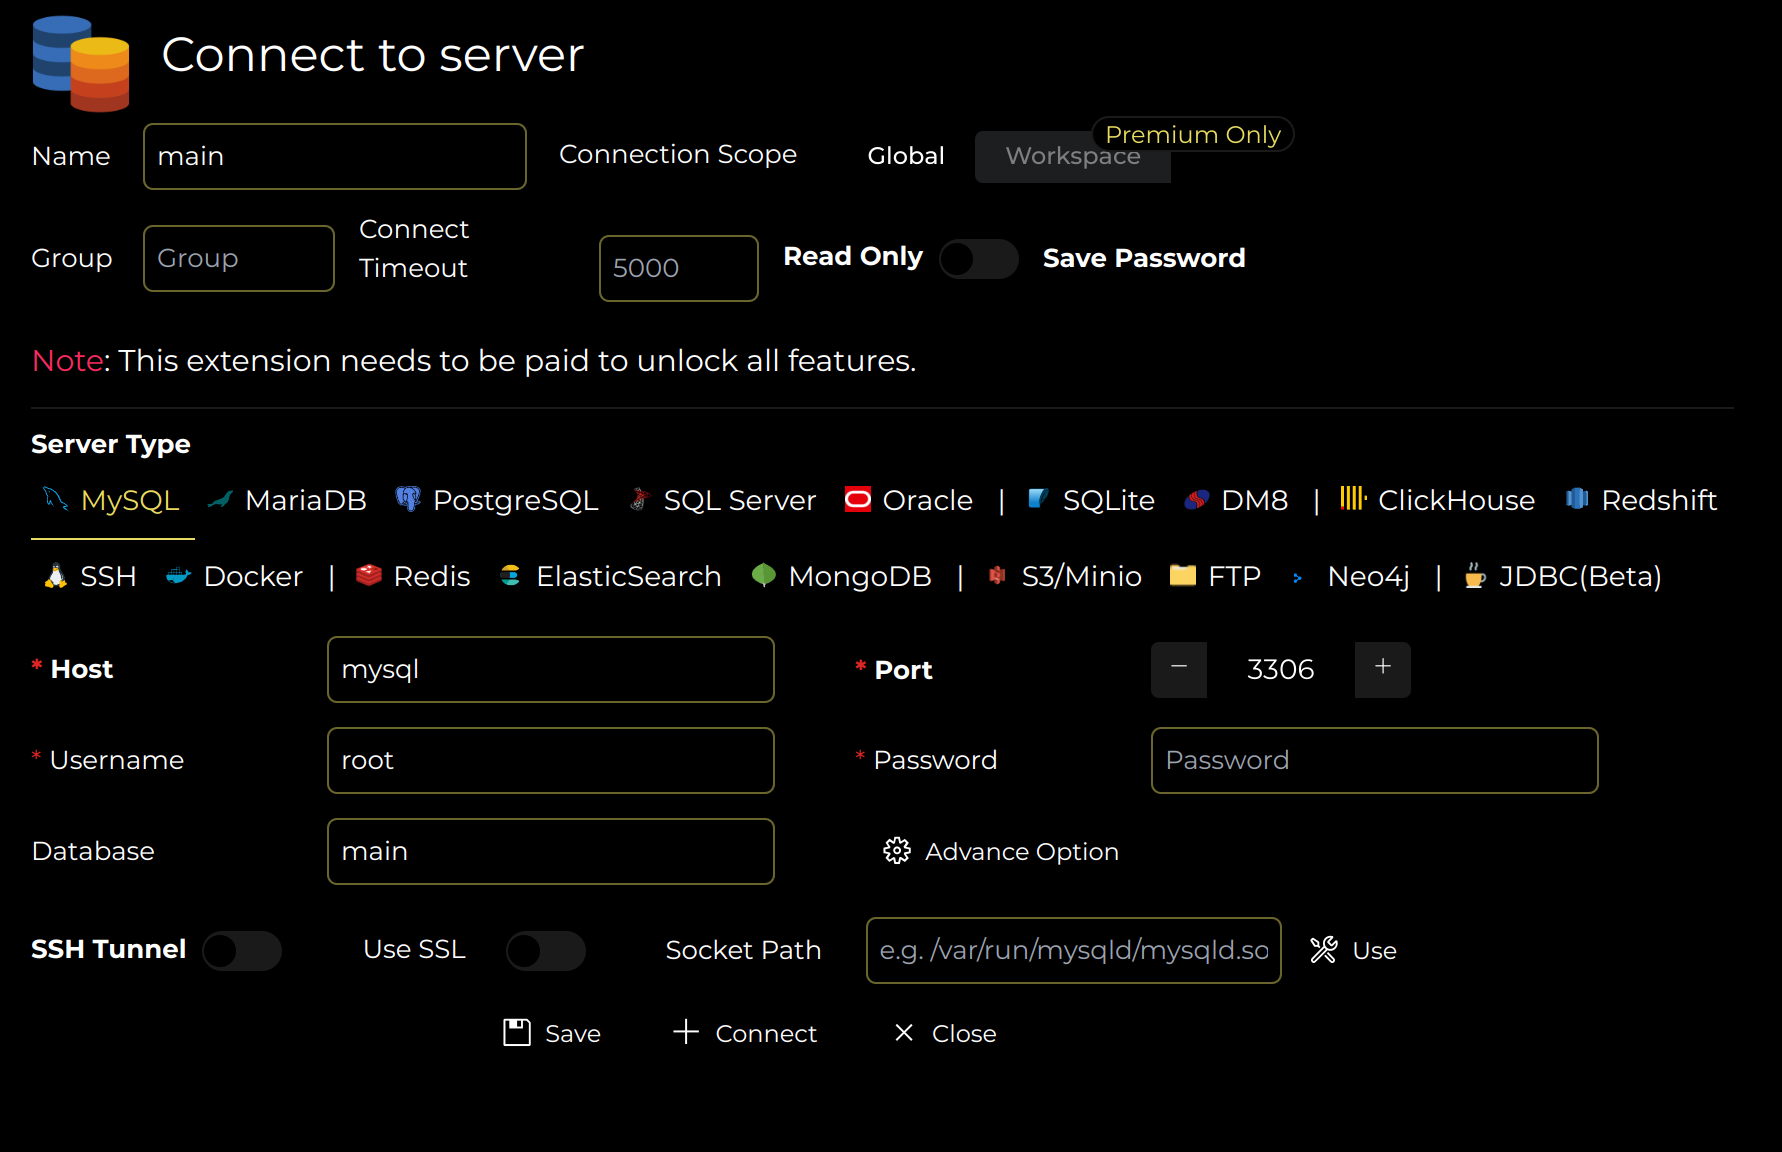 Connect to server
Premium Only
Name main Connection Scope Global Workspace
Connect
Group Group Timeout 5000 Read Only Save Password
Note: This extension needs to be paid to unlock all features.
Server Type
MySQL MariaDB PostgreSQL SQL Server Oracle | SQLite DM8 | ClickHouse Redshift
SSH Docker | Redis ElasticSearch MongoDB | S3/Minio FTP Neo4j | JDBC(Beta)
* Host mysql * Port − 3306 +
* Username root * Password Password
Database main Advance Option
SSH Tunnel Use SSL Socket Path e.g. /var/run/mysqld/mysqld.so Use
Save Connect Close